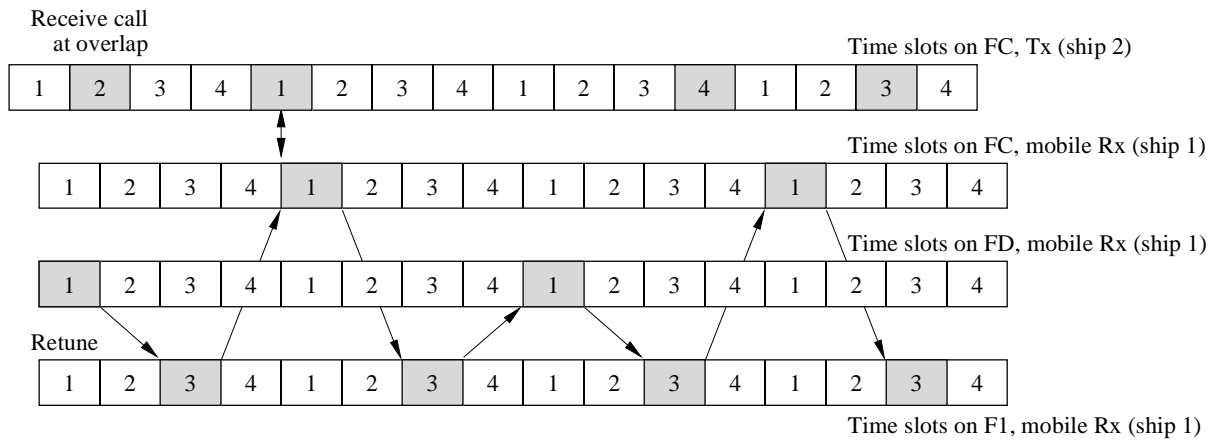 Receive call
at overlap
Time slots on FC, Tx (ship 2)
1 2 3 4 1 2 3 4 1 2 3 4 1 2 3 4
Time slots on FC, mobile Rx (ship 1)
1 2 3 4 1 2 3 4 1 2 3 4 1 2 3 4
Time slots on FD, mobile Rx (ship 1)
1 2 3 4 1 2 3 4 1 2 3 4 1 2 3 4
Retune
1 2 3 4 1 2 3 4 1 2 3 4 1 2 3 4
Time slots on F1, mobile Rx (ship 1)